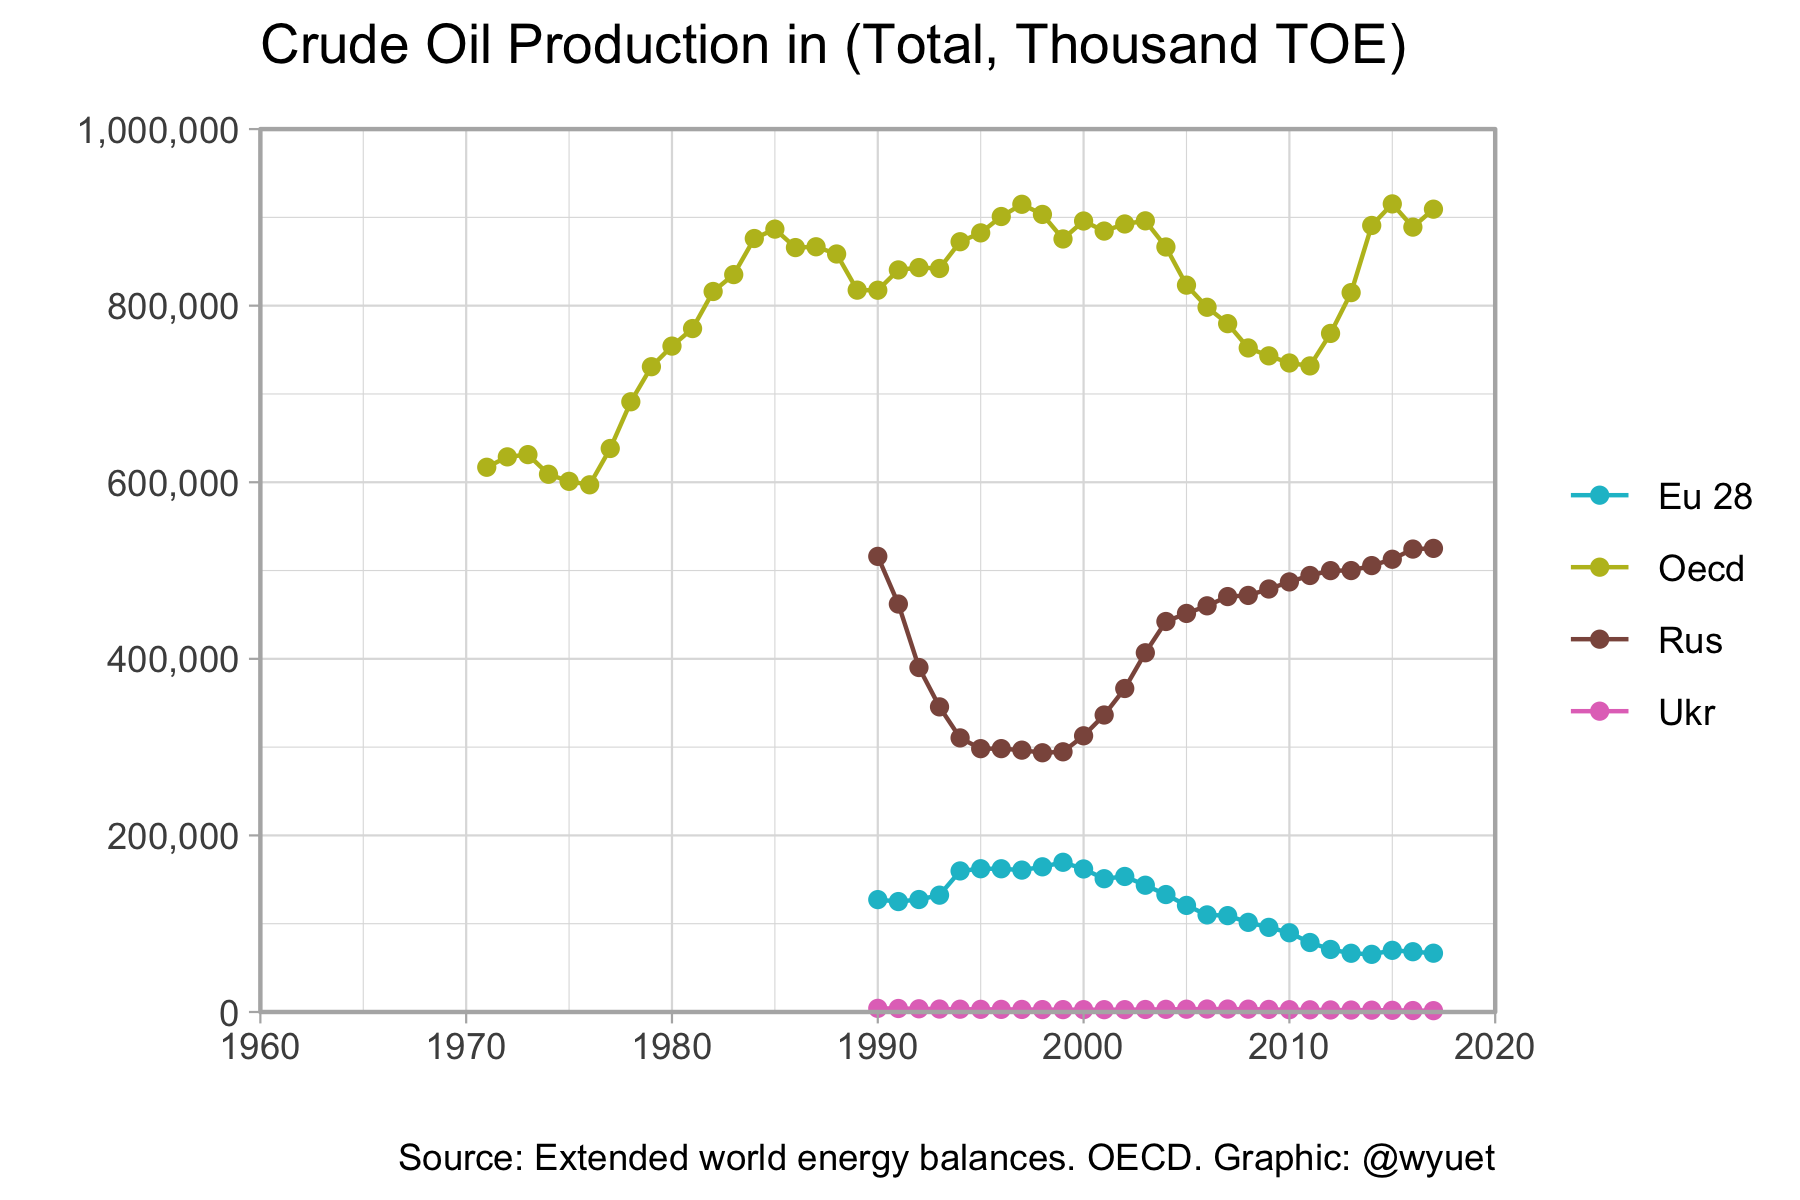 Crude Oil Production in (Total, Thousand TOE)
1,000,000
800,000
600,000
400,000
200,000
0
1960 1970 1980 1990 2000 2010 2020
Eu 28
Oecd
Rus
Ukr
Source: Extended world energy balances. OECD. Graphic: @wyuet